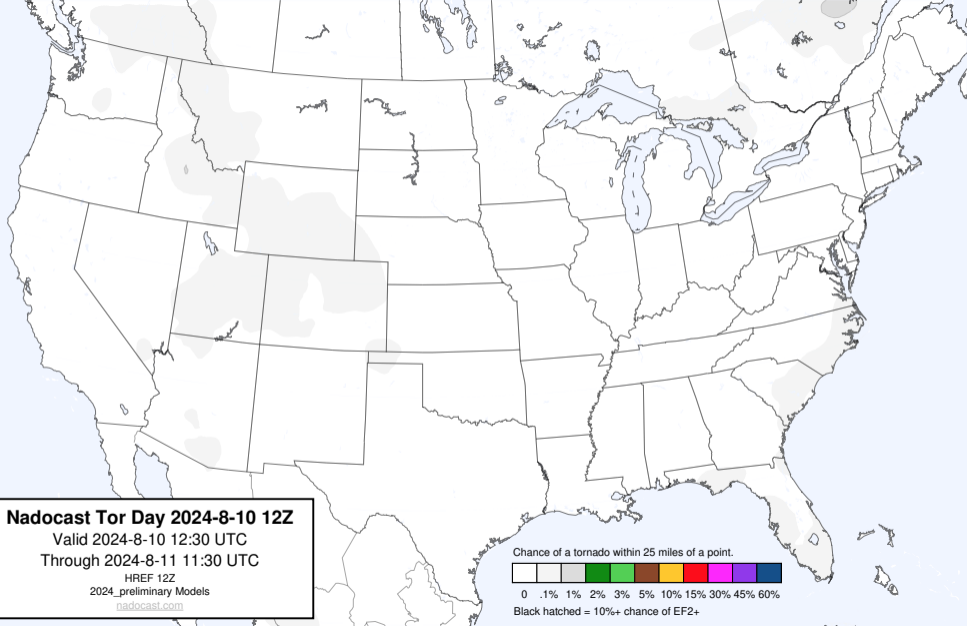 Nadocast Tor Day 2024-8-10 12Z
Valid 2024-8-10 12:30 UTC
Through 2024-8-11 11:30 UTC
HREF 12Z
2024_preliminary Models
nadocast.com
Chance of a tornado within 25 miles of a point.
0 .1% 1% 2% 3% 5% 10% 15% 30% 45% 60%
Black hatched = 10%+ chance of EF2+